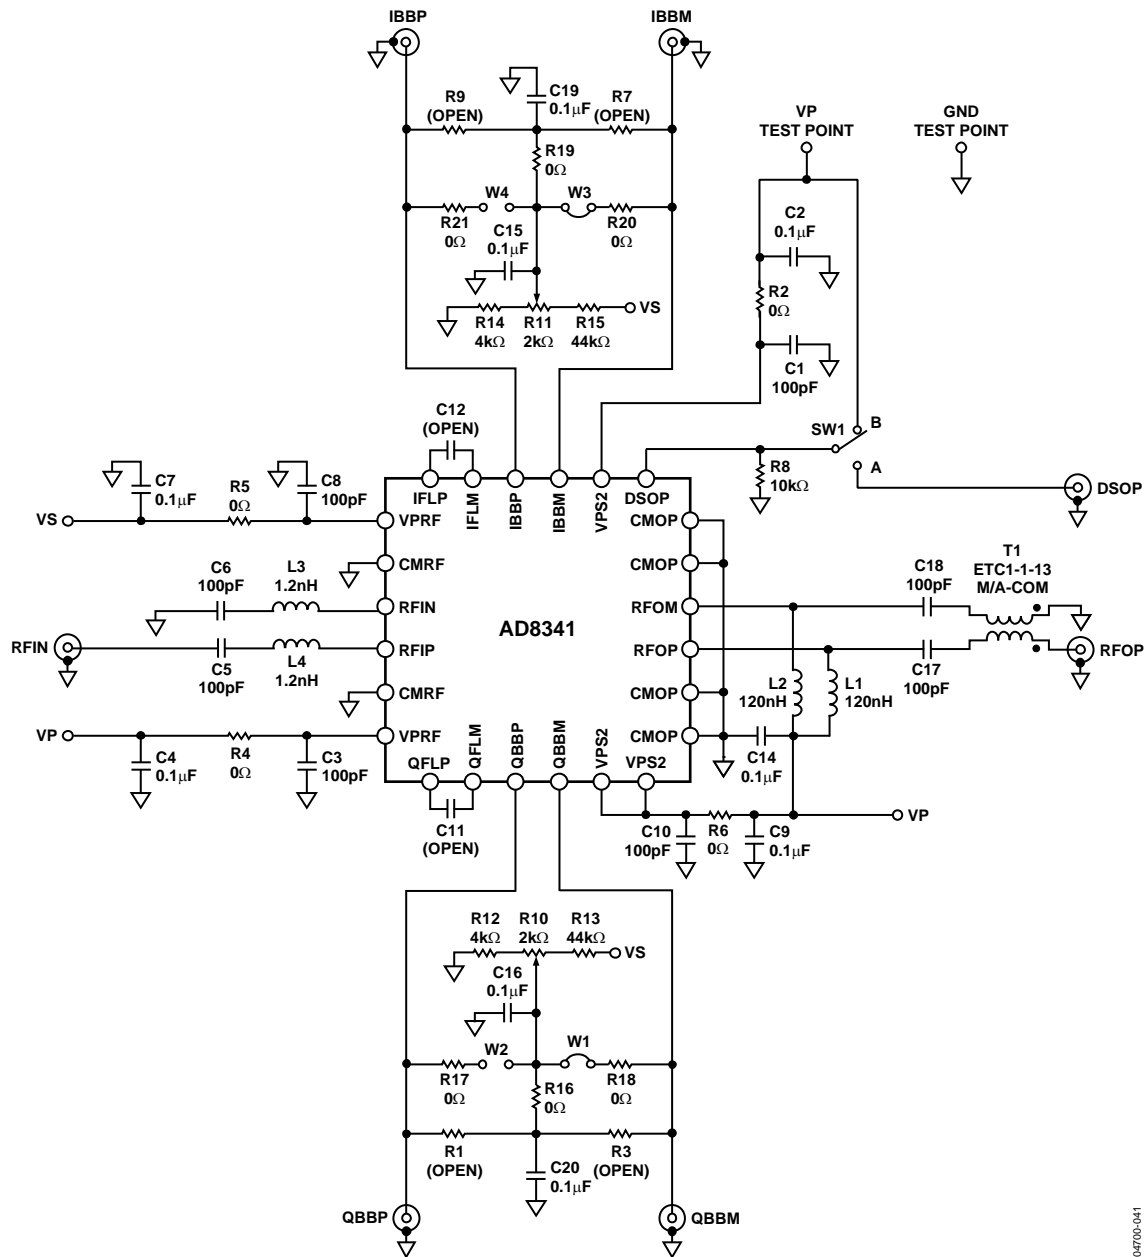 IBBP
IBBM
R9
(OPEN)
C19
0.1μF
R7
(OPEN)
VP
TEST POINT
GND
TEST POINT
R19
0Ω
W4
W3
R21
0Ω
C15
0.1μF
R20
0Ω
C2
0.1μF
R2
0Ω
VS
R14
4kΩ
R11
2kΩ
R15
44kΩ
C1
100pF
C12
(OPEN)
SW1
B
A
R8
10kΩ
DSOP
C7
0.1μF
R5
0Ω
C8
100pF
VS
IFLP
IFLM
IBBP
IBBM
VPS2
DSOP
VPRF
CMOP
CMRF
CMOP
C6
100pF
L3
1.2nH
RFIN
RFOM
C18
100pF
T1
ETC1-1-13
M/A-COM
AD8341
RFIN
C5
100pF
L4
1.2nH
RFIP
RFOP
C17
100pF
RFOP
L2
120nH
L1
120nH
CMRF
CMOP
VP
VPRF
CMOP
C4
0.1μF
R4
0Ω
C3
100pF
C14
0.1μF
QFLP
QFLM
QBBP
QBBM
VPS2
VPS2
C11
(OPEN)
C10
100pF
R6
0Ω
C9
0.1μF
VP
R12
4kΩ
R10
2kΩ
R13
44kΩ
VS
C16
0.1μF
W2
W1
R17
0Ω
R16
0Ω
R18
0Ω
R1
(OPEN)
R3
(OPEN)
C20
0.1μF
QBBP
QBBM
04700-041